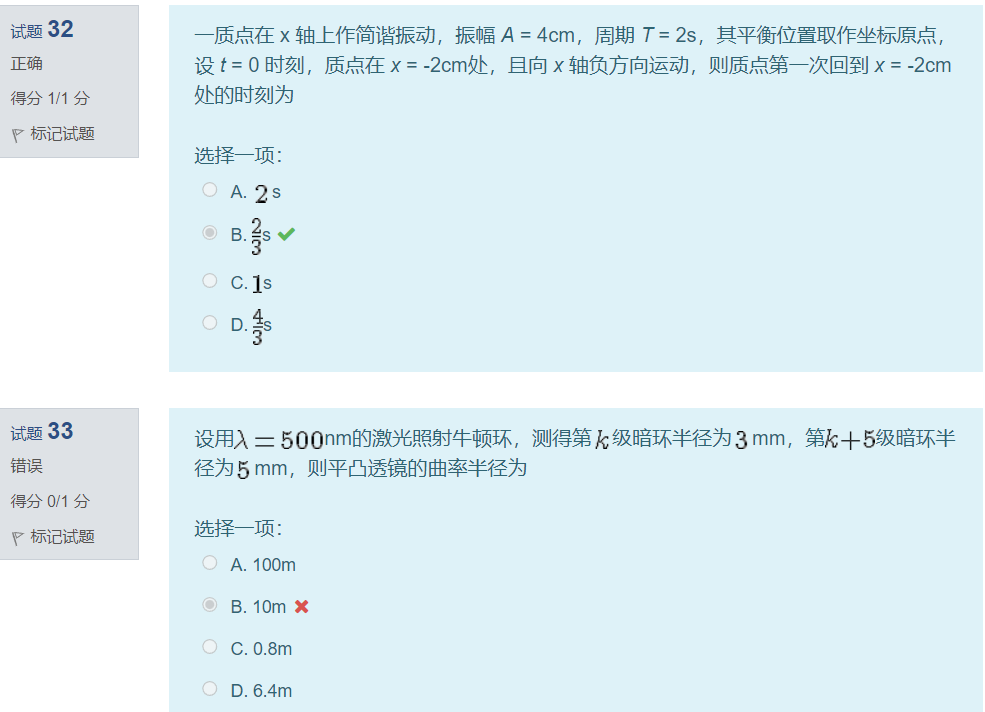 试题 32
正确
得分 1/1 分
标记试题
一质点在 x 轴上作简谐振动，振幅 A = 4cm，周期 T = 2s，其平衡位置取作坐标原点，
设 t = 0 时刻，质点在 x = -2cm处，且向 x 轴负方向运动，则质点第一次回到 x = -2cm
处的时刻为
选择一项：
A. 2 s
B. 2/3 s
C. 1s
D. 4/3 s
试题 33
错误
得分 0/1 分
标记试题
设用λ = 500nm的激光照射牛顿环，测得第 k 级暗环半径为 3 mm，第k+5级暗环半
径为 5 mm，则平凸透镜的曲率半径为
选择一项：
A. 100m
B. 10m
C. 0.8m
D. 6.4m